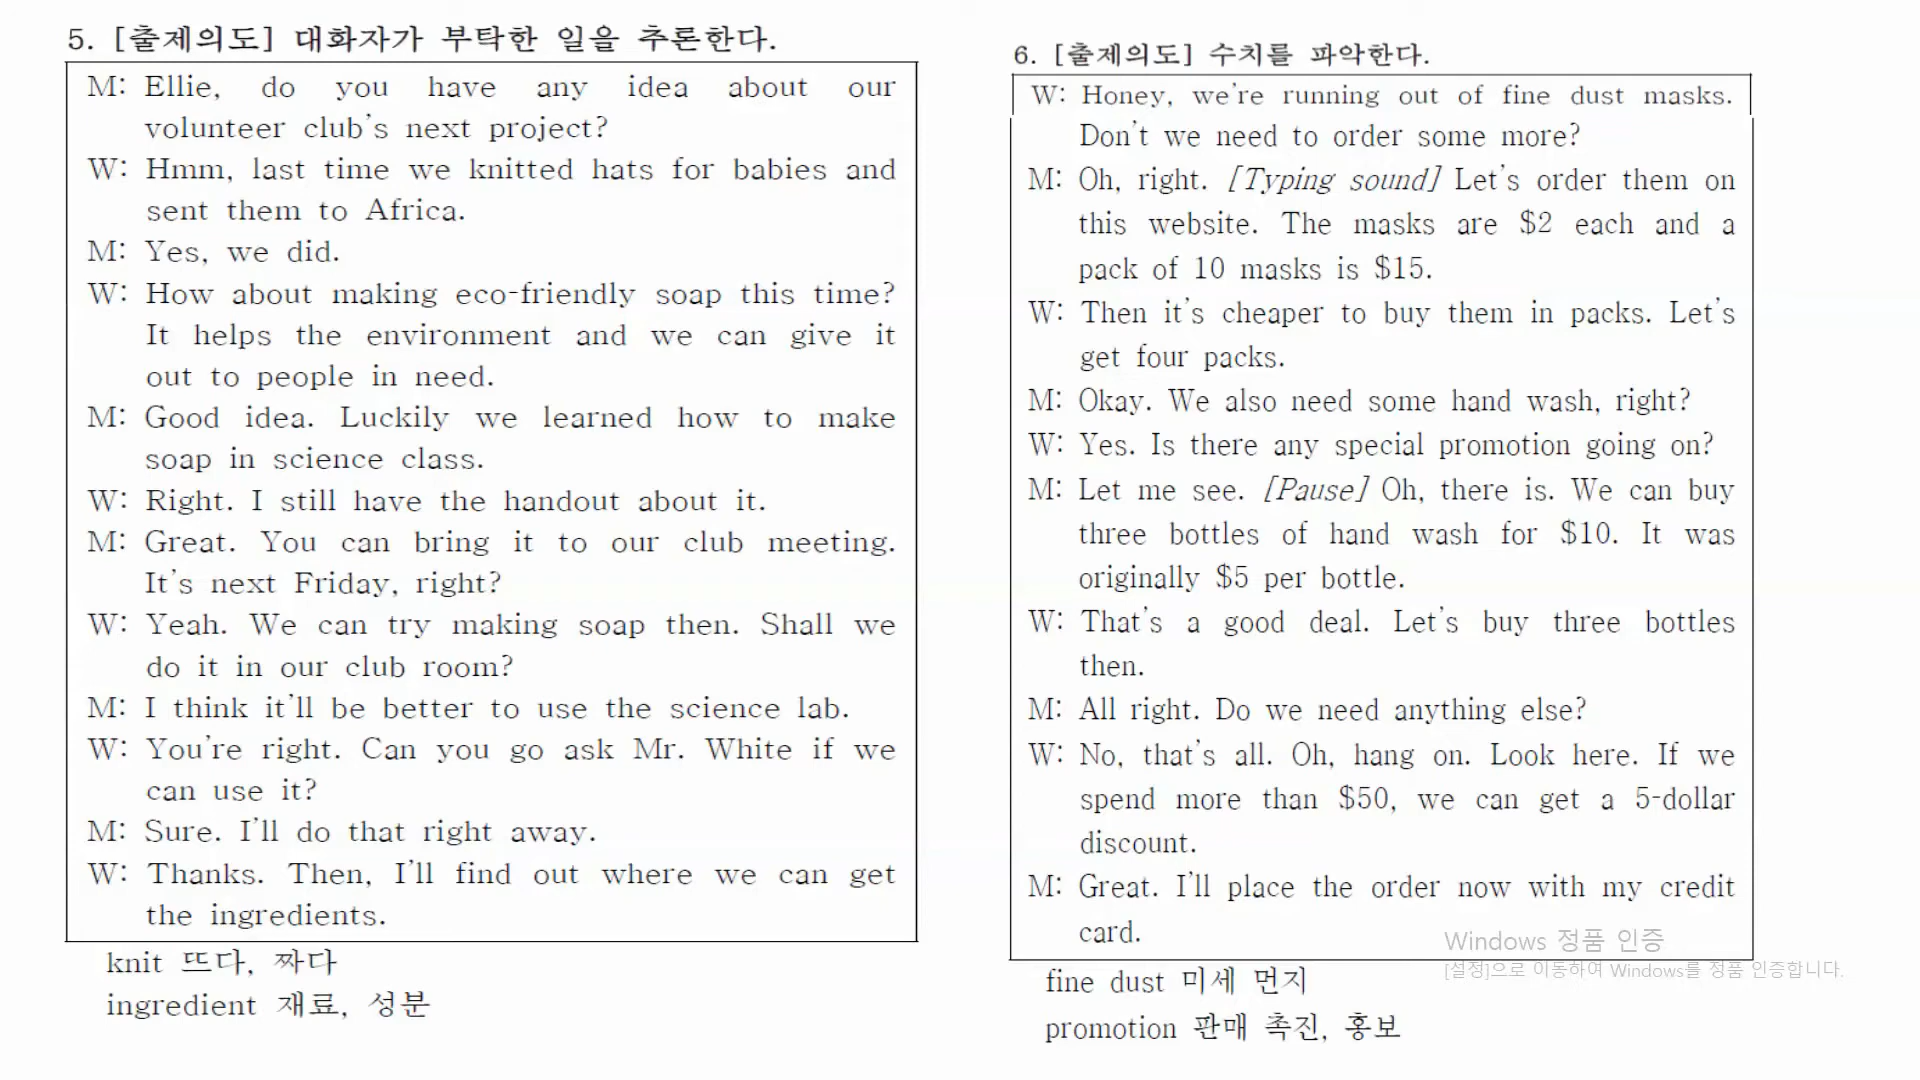 5. [출제의도] 대화자가 부탁한 일을 추론한다.
M: Ellie, do you have any idea about our
volunteer club's next project?
W: Hmm, last time we knitted hats for babies and
sent them to Africa.
M: Yes, we did.
W: How about making eco-friendly soap this time?
It helps the environment and we can give it
out to people in need.
M: Good idea. Luckily we learned how to make
soap in science class.
W: Right. I still have the handout about it.
M: Great. You can bring it to our club meeting.
It's next Friday, right?
W: Yeah. We can try making soap then. Shall we
do it in our club room?
M: I think it'll be better to use the science lab.
W: You're right. Can you go ask Mr. White if we
can use it?
M: Sure. I'll do that right away.
W: Thanks. Then, I'll find out where we can get
the ingredients.
knit 뜨다, 짜다
ingredient 재료, 성분
6. [출제의도] 수치를 파악한다.
W: Honey, we're running out of fine dust masks.
Don't we need to order some more?
M: Oh, right. [Typing sound] Let's order them on
this website. The masks are $2 each and a
pack of 10 masks is $15.
W: Then it's cheaper to buy them in packs. Let's
get four packs.
M: Okay. We also need some hand wash, right?
W: Yes. Is there any special promotion going on?
M: Let me see. [Pause] Oh, there is. We can buy
three bottles of hand wash for $10. It was
originally $5 per bottle.
W: That's a good deal. Let's buy three bottles
then.
M: All right. Do we need anything else?
W: No, that's all. Oh, hang on. Look here. If we
spend more than $50, we can get a 5-dollar
discount.
M: Great. I'll place the order now with my credit
card.
fine dust 미세 먼지
promotion 판매 촉진, 홍보
Windows 정품 인증
[설정]으로 이동하여 Windows를 정품 인증합니다.